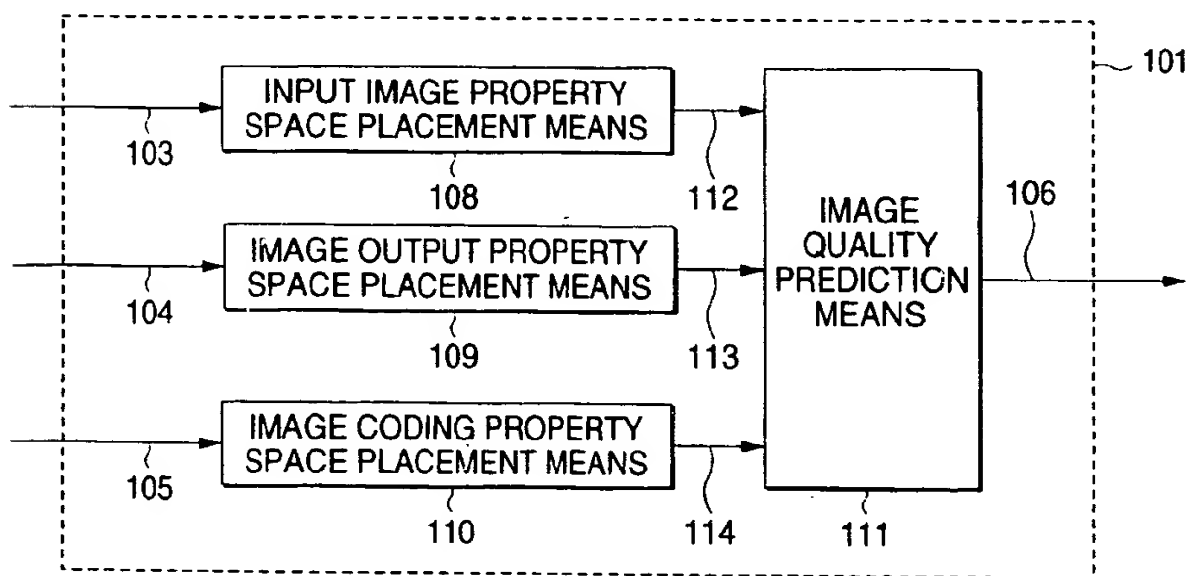 101
INPUT IMAGE PROPERTY
SPACE PLACEMENT MEANS
103
108
112
IMAGE OUTPUT PROPERTY
SPACE PLACEMENT MEANS
104
109
113
IMAGE CODING PROPERTY
SPACE PLACEMENT MEANS
105
110
114
IMAGE
QUALITY
PREDICTION
MEANS
111
106